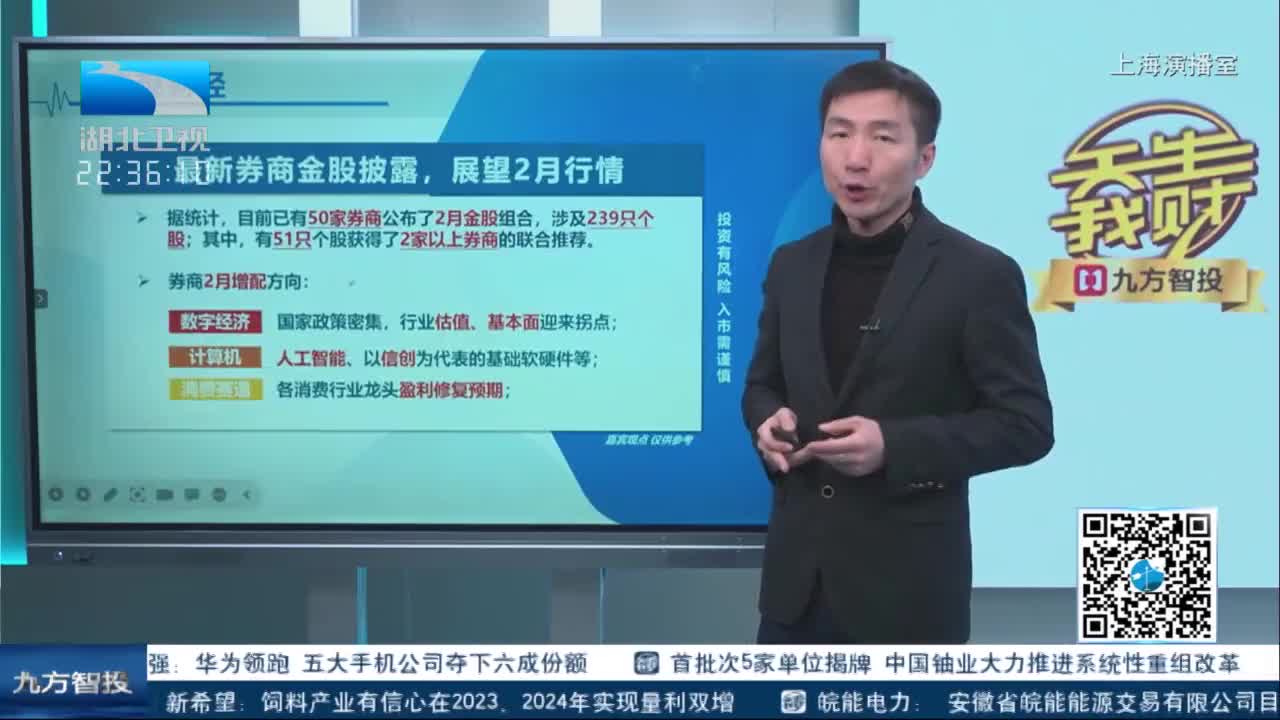 上海演播室
经
湖北卫视
22:36:
最新券商金股披露，展望2月行情
➢ 据统计，目前已有50家券商公布了2月金股组合，涉及239只个
股；其中，有51只个股获得了2家以上券商的联合推荐。
➢ 券商2月增配方向：
数字经济 国家政策密集，行业估值、基本面迎来拐点；
计算机 人工智能、以信创为代表的基础软硬件等；
消费赛道 各消费行业龙头盈利修复预期；
嘉宾观点 仅供参考
投资有风险 入市需谨慎
天生我财
九方智投
九方智投
强：华为领跑 五大手机公司夺下六成份额 首批次5家单位揭牌 中国铀业大力推进系统性重组改革
新希望：饲料产业有信心在2023、2024年实现量利双增 皖能电力： 安徽省皖能能源交易有限公司目